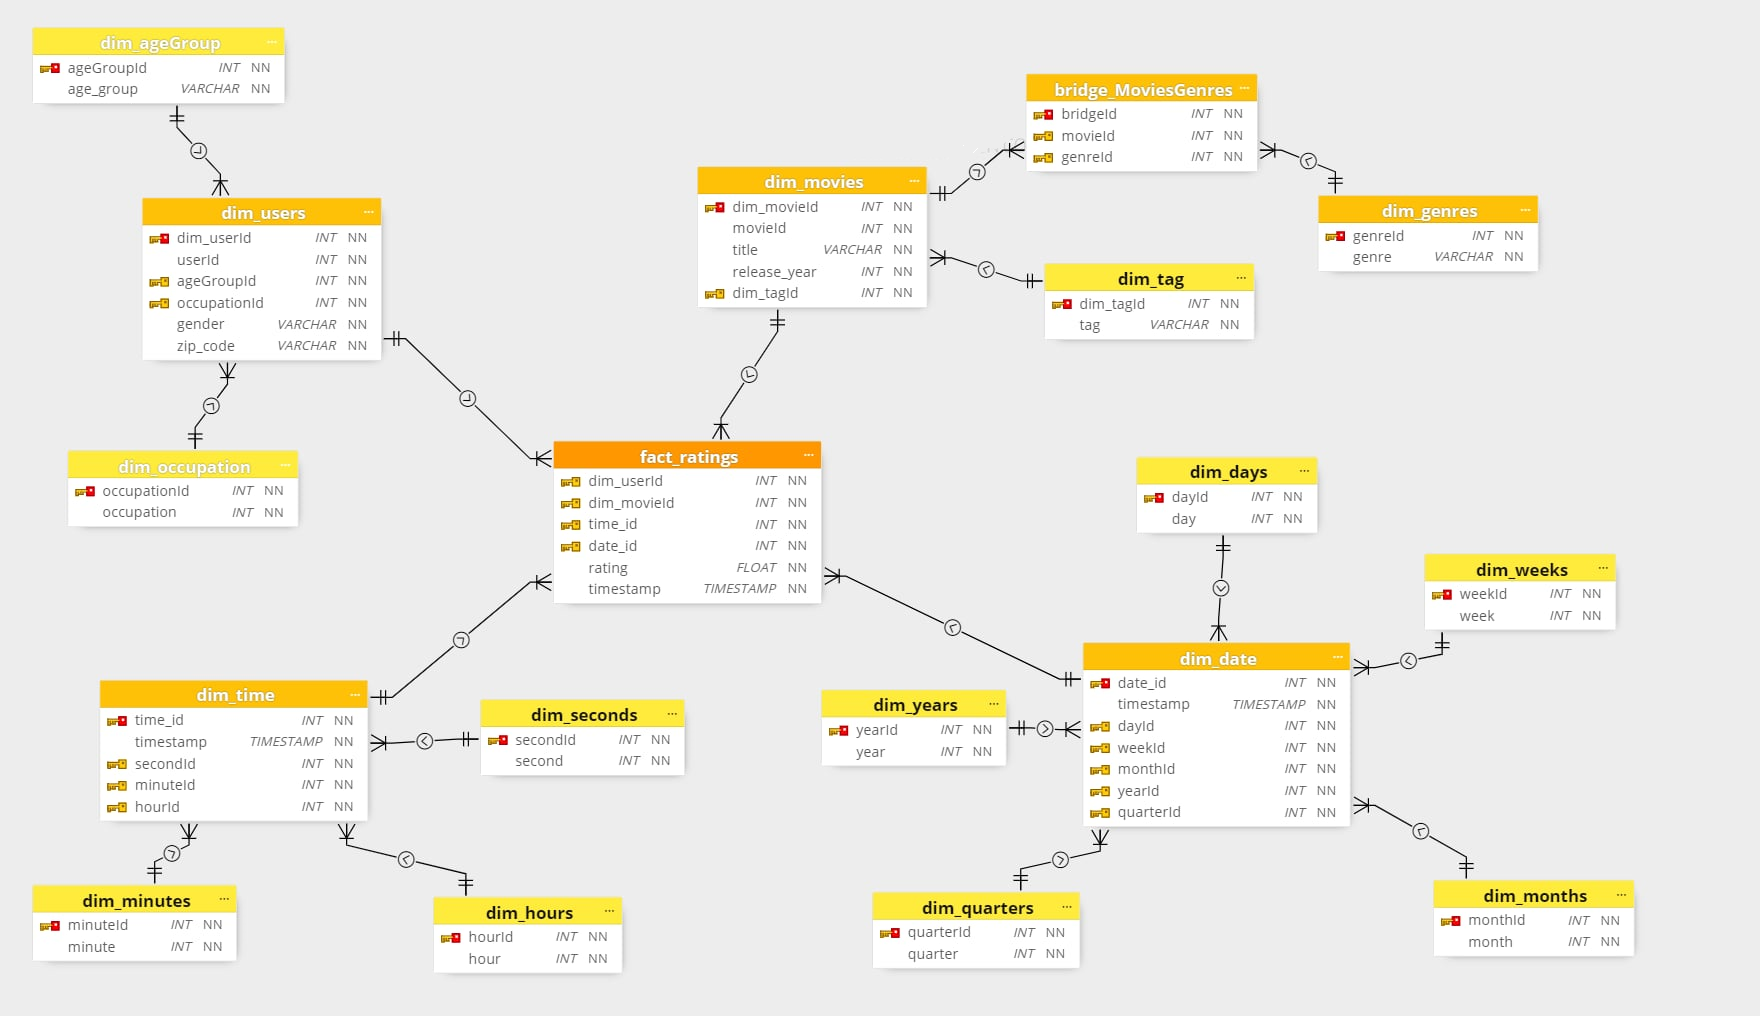 dim_ageGroup ...
ageGroupId INT NN
age_group VARCHAR NN
bridge_MoviesGenres ...
bridgeId INT NN
movieId INT NN
genreId INT NN
dim_movies ...
dim_movieId INT NN
movieId INT NN
title VARCHAR NN
release_year INT NN
dim_tagId INT NN
dim_users ...
dim_userId INT NN
userId INT NN
ageGroupId INT NN
occupationId INT NN
gender VARCHAR NN
zip_code VARCHAR NN
dim_genres ...
genreId INT NN
genre VARCHAR NN
dim_tag ...
dim_tagId INT NN
tag VARCHAR NN
dim_occupation ...
occupationId INT NN
occupation INT NN
fact_ratings ...
dim_userId INT NN
dim_movieId INT NN
time_id INT NN
date_id INT NN
rating FLOAT NN
timestamp TIMESTAMP NN
dim_days ...
dayId INT NN
day INT NN
dim_weeks ...
weekId INT NN
week INT NN
dim_date ...
date_id INT NN
timestamp TIMESTAMP NN
dayId INT NN
weekId INT NN
monthId INT NN
yearId INT NN
quarterId INT NN
dim_time ...
time_id INT NN
timestamp TIMESTAMP NN
secondId INT NN
minuteId INT NN
hourId INT NN
dim_seconds ...
secondId INT NN
second INT NN
dim_years ...
yearId INT NN
year INT NN
dim_minutes ...
minuteId INT NN
minute INT NN
dim_hours ...
hourId INT NN
hour INT NN
dim_quarters ...
quarterId INT NN
quarter INT NN
dim_months ...
monthId INT NN
month INT NN